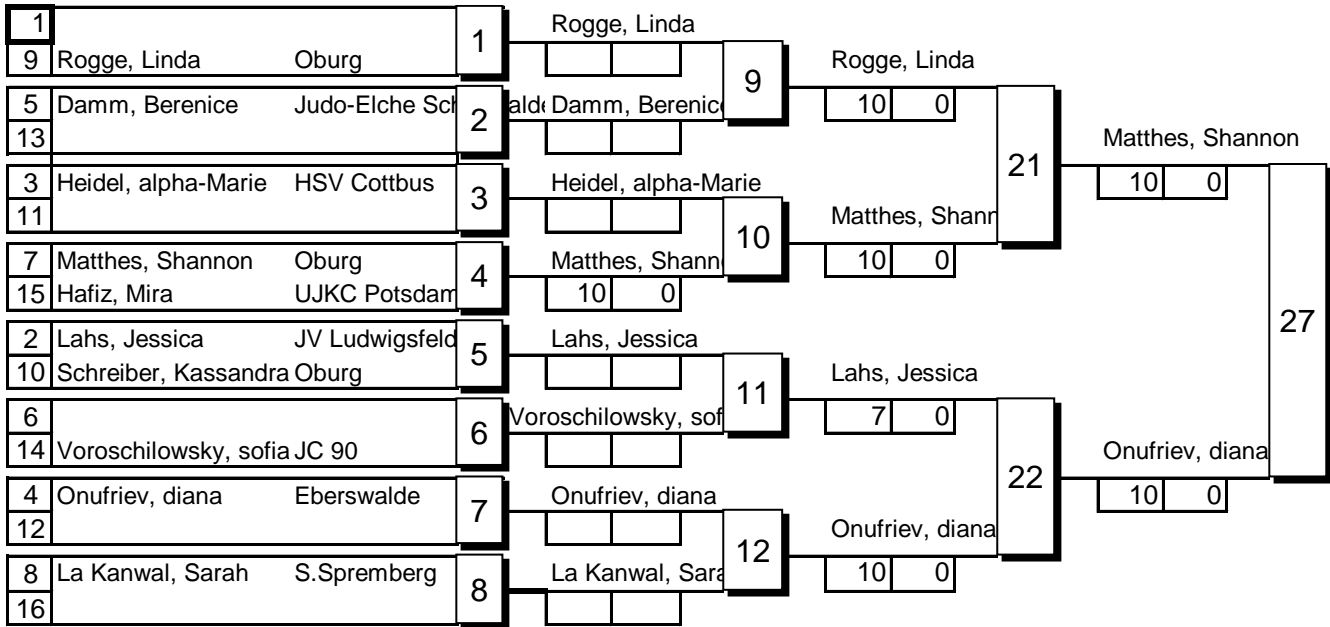 1 Rogge, Linda
9 Rogge, Linda Oburg 1 9 Rogge, Linda
5 Damm, Berenice Judo-Elche Sch 2 alde Damm, Berenice 10 0
13 21 Matthes, Shannon
3 Heidel, alpha-Marie HSV Cottbus 3 Heidel, alpha-Marie 10 0
11 10 Matthes, Shann
7 Matthes, Shannon Oburg 4 Matthes, Shann 10 0
15 Hafiz, Mira UJKC Potsdam 10 0
27
2 Lahs, Jessica JV Ludwigsfeld 5 Lahs, Jessica
10 Schreiber, Kassandra Oburg 11 Lahs, Jessica
6 7 0
14 Voroschilowsky, sofia JC 90 6 Voroschilowsky, sof
22 Onufriev, diana
4 Onufriev, diana Eberswalde 7 Onufriev, diana 10 0
12 12 Onufriev, diana
8 La Kanwal, Sarah S.Spremberg 8 La Kanwal, Sara 10 0
16